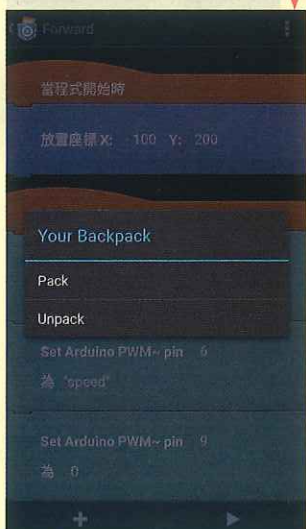 Forward
當程式開始時
放置座標 X: -100 Y: 200
Your Backpack
Pack
Unpack
Set Arduino PWM~ pin 6
為 "speed"
Set Arduino PWM~ pin 9
為 0